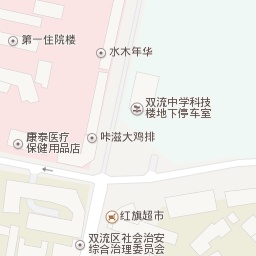 第一住院楼
水木年华
双流中学科技
楼地下停车室
康泰医疗
保健用品店
咔滋大鸡排
红旗超市
双流区社会治安
综合治理委员会